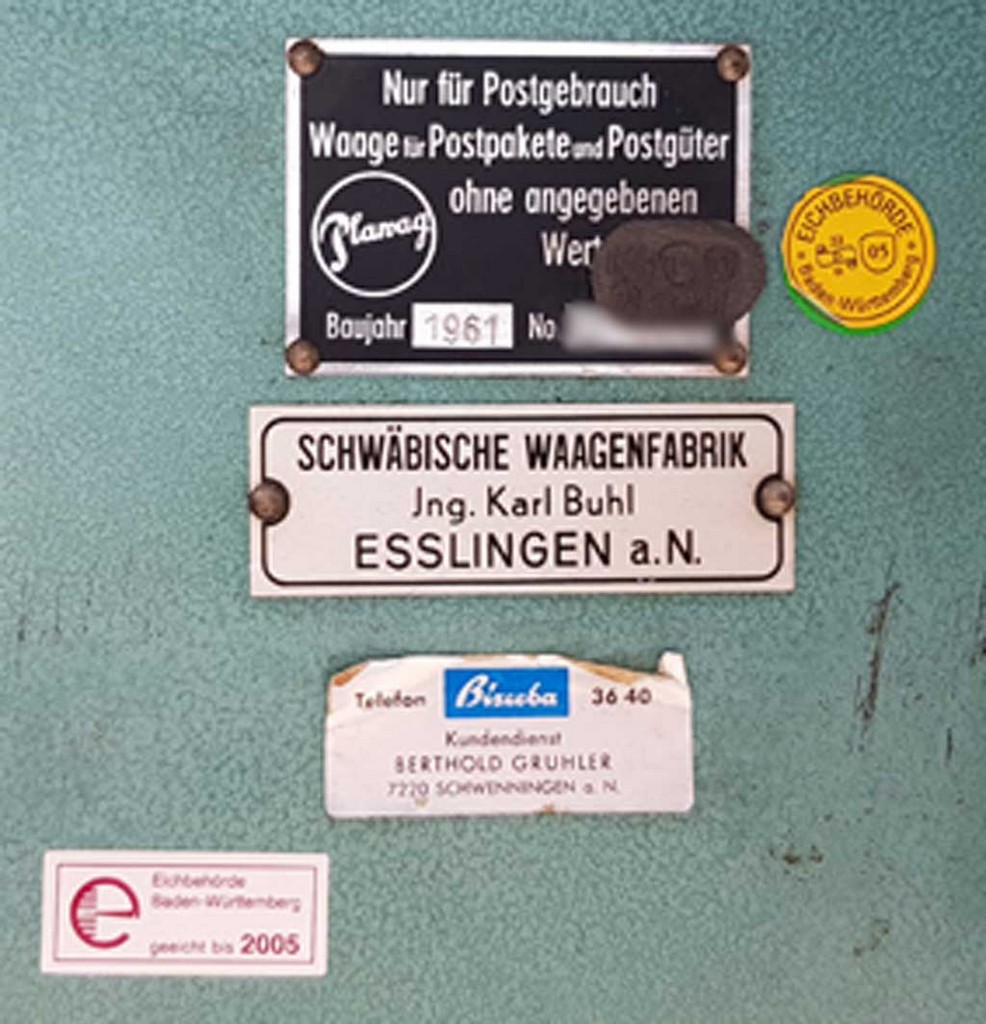 Nur für Postgebrauch
Waage für Postpakete und Postgüter
Planag
ohne angegebenen
Wert
Baujahr 1961 No
EICHBEHÖRDE
05
Baden-Württemberg
SCHWÄBISCHE WAAGENFABRIK
Jng. Karl Buhl
ESSLINGEN a.N.
Telefon Bizuba 36 40
Kundendienst
BERTHOLD GRUHLER
7220 SCHWENNINGEN a. N.
e
Eichbehörde
Baden-Württemberg
geeicht bis 2005